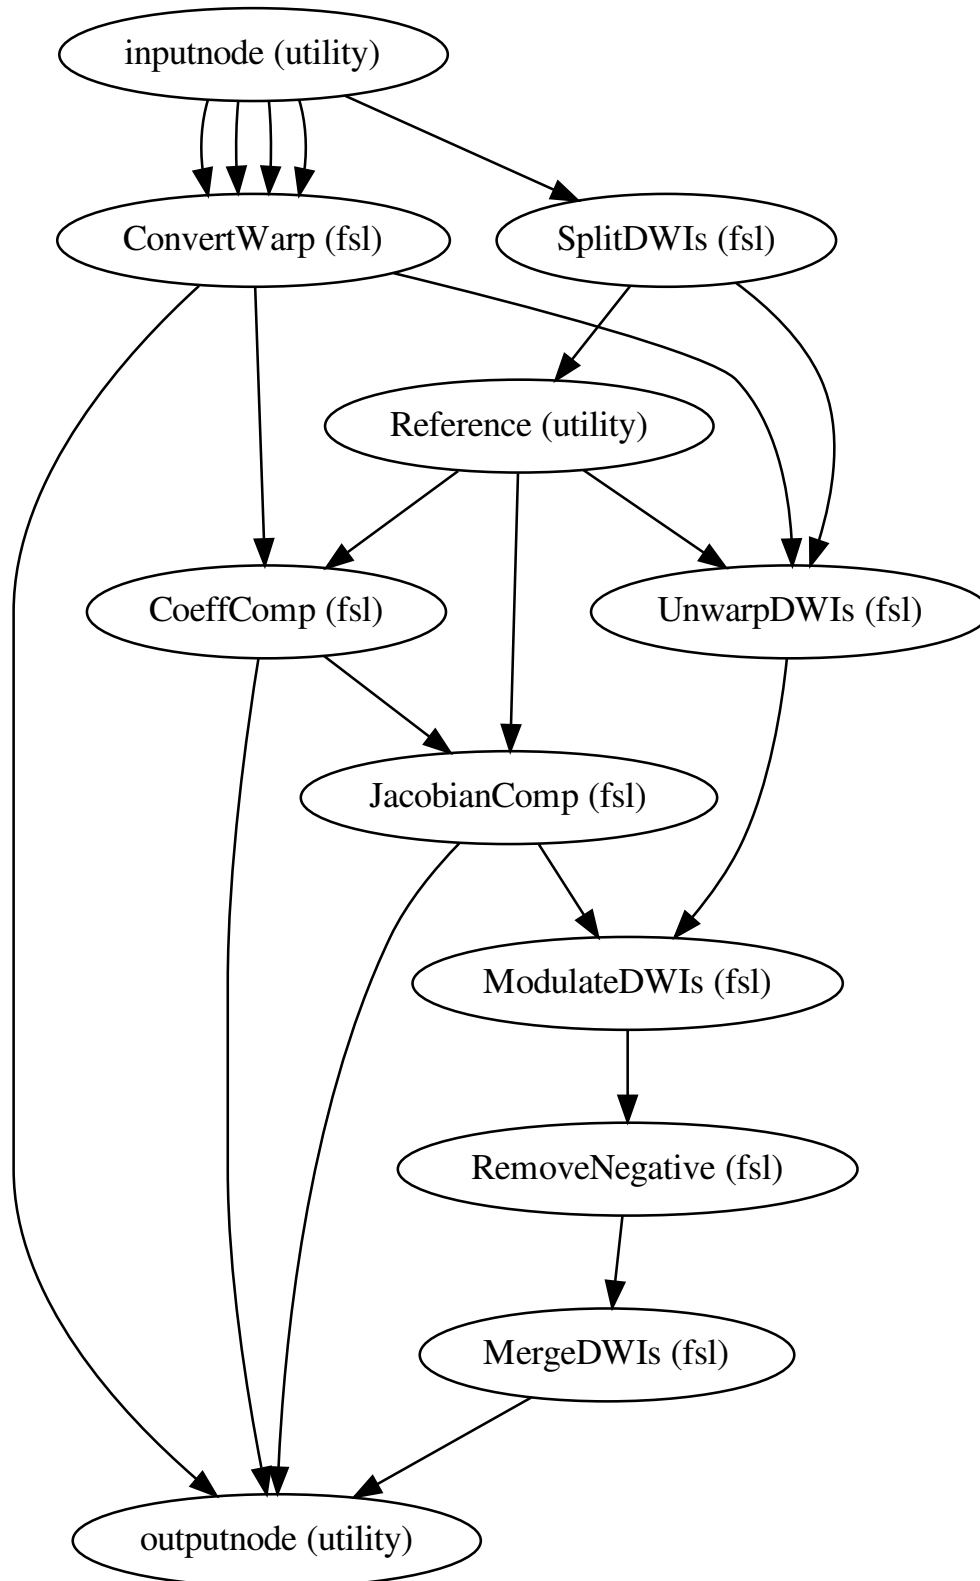 inputnode (utility)
ConvertWarp (fsl)
SplitDWIs (fsl)
Reference (utility)
CoeffComp (fsl)
UnwarpDWIs (fsl)
JacobianComp (fsl)
ModulateDWIs (fsl)
RemoveNegative (fsl)
MergeDWIs (fsl)
outputnode (utility)